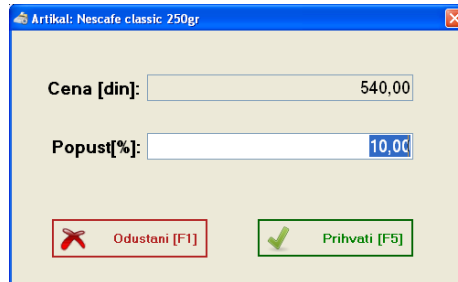 Artikal: Nescafe classic 250gr
Cena [din]: 540,00
Popust[%]: 10,00
Odustani [F1] Prihvati [F5]